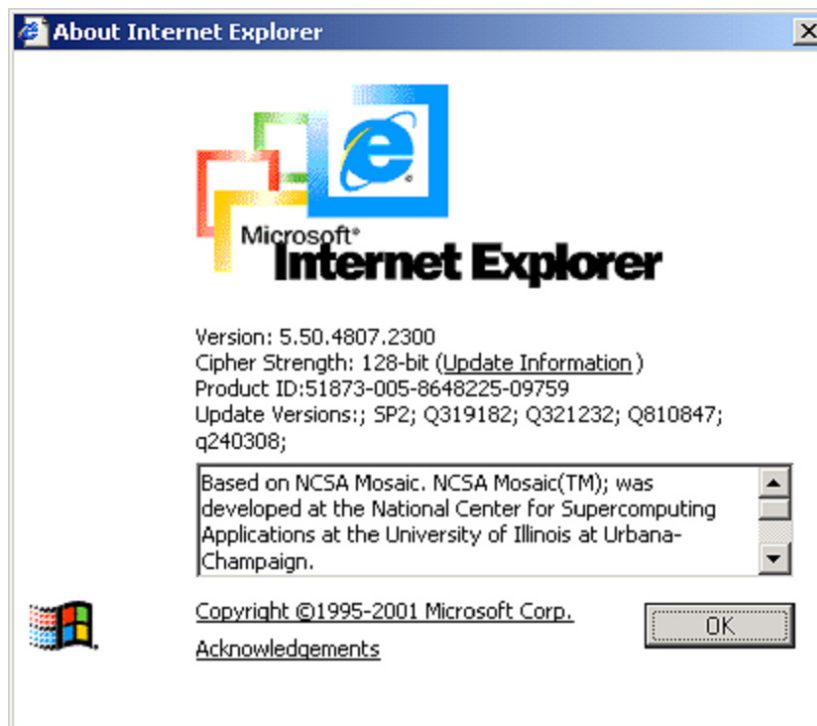 About Internet Explorer
Microsoft®
Internet Explorer
Version: 5.50.4807.2300
Cipher Strength: 128-bit (Update Information )
Product ID:51873-005-8648225-09759
Update Versions:; SP2; Q319182; Q321232; Q810847;
q240308;
Based on NCSA Mosaic. NCSA Mosaic(TM); was
developed at the National Center for Supercomputing
Applications at the University of Illinois at Urbana-
Champaign.
Copyright ©1995-2001 Microsoft Corp.
OK
Acknowledgements